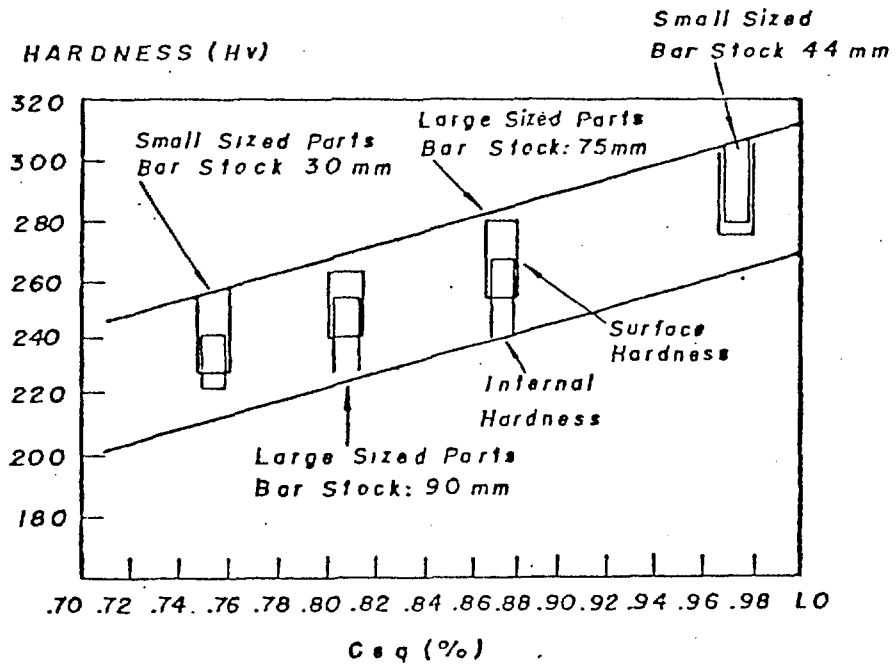 HARDNESS (Hv)
Small Sized
Bar Stock 44 mm
Large Sized Parts
Bar Stock: 75mm
Small Sized Parts
Bar Stock 30 mm
320
300
280
260
240
220
200
180
Surface
Hardness
Internal
Hardness
Large Sized Parts
Bar Stock: 90 mm
.70 .72 .74 .76 .78 .80 .82 .84 .86 .88 .90 .92 .94 .96 .98 1.0
Ceq (%)